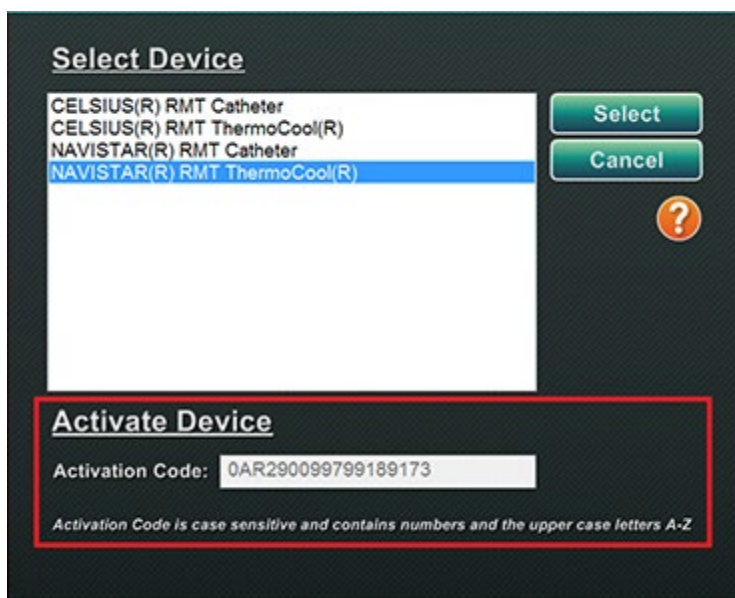 Select Device
CELSIUS(R) RMT Catheter
CELSIUS(R) RMT ThermoCool(R)
NAVISTAR(R) RMT Catheter
NAVISTAR(R) RMT ThermoCool(R)
Select
Cancel
?
Activate Device
Activation Code: 0AR290099799189173
Activation Code is case sensitive and contains numbers and the upper case letters A-Z